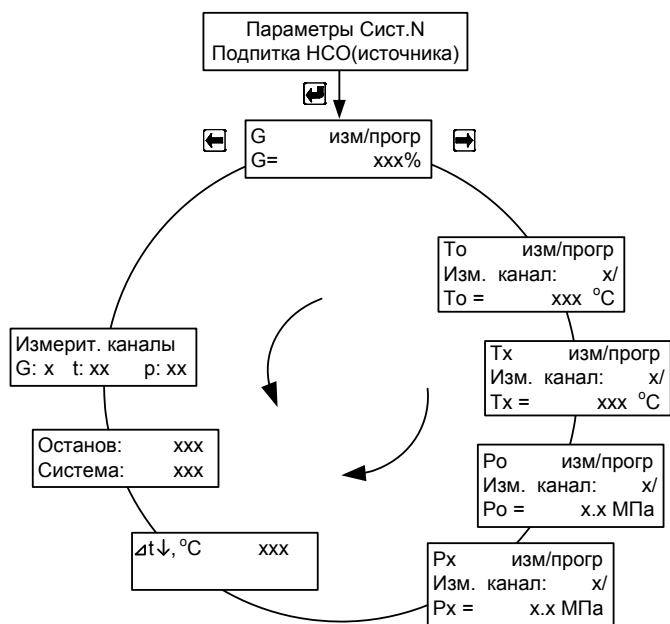 Параметры Сист.N
Подпитка НСО(источника)
G изм/прогр
G= xxx%
To изм/прогр
Изм. канал: x/
To = xxx °C
Tx изм/прогр
Изм. канал: x/
Tx = xxx °C
Po изм/прогр
Изм. канал: x/
Po = x.x МПа
Px изм/прогр
Изм. канал: x/
Px = x.x МПа
⊿t↓,°C xxx
Останов: xxx
Система: xxx
Измерит. каналы
G: x t: xx p: xx